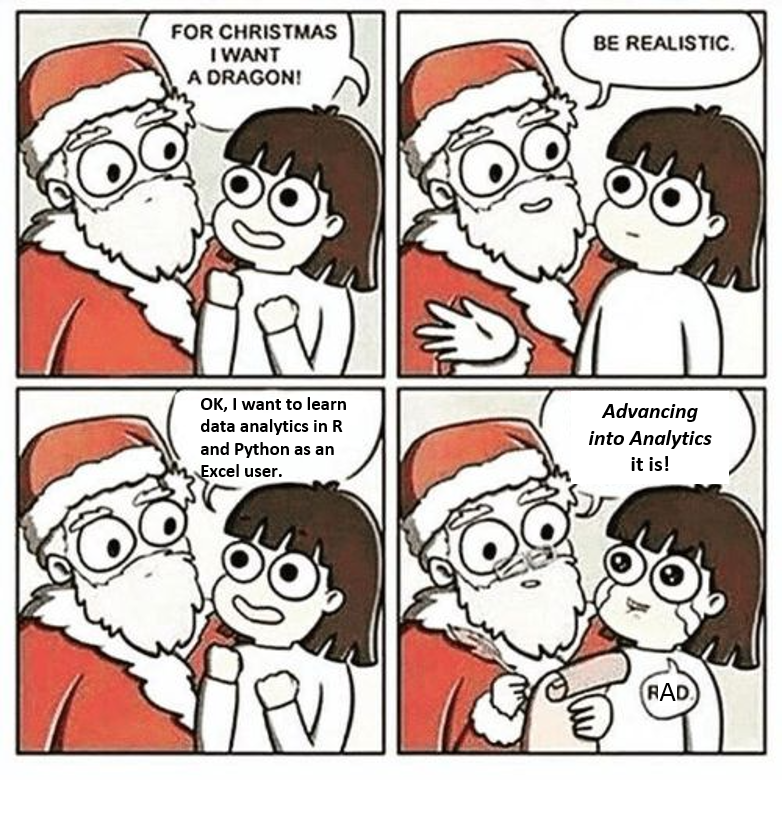 FOR CHRISTMAS
I WANT
A DRAGON!
BE REALISTIC.
OK, I want to learn
data analytics in R
and Python as an
Excel user.
Advancing
into Analytics
it is!
RAD.